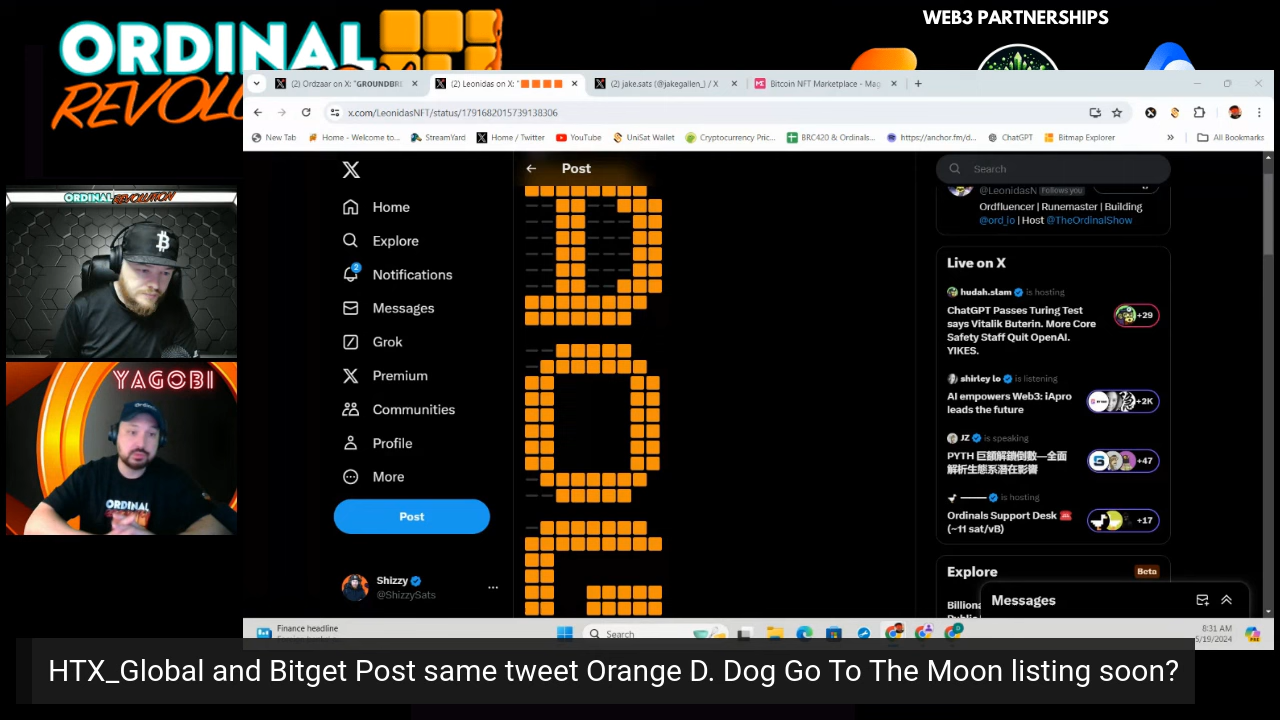 ORDINAL
REVOLU
WEB3 PARTNERSHIPS
(2) Ordzaar on X: "GROUNDBRE
(2) Leonidas on X: "
(2) jake.sats (@jakegallen_) / X
Bitcoin NFT Marketplace - Mag
x.com/LeonidasNFT/status/1791682015739138306
New Tab
Home - Welcome to...
StreamYard
Home / Twitter
YouTube
UniSat Wallet
Cryptocurrency Pric...
BRC420 & Ordinals...
https://anchor.fm/d...
ChatGPT
Bitmap Explorer
All Bookmarks
Post
Search
Home
Explore
Notifications
2
Messages
Grok
Premium
Communities
Profile
More
Post
Shizzy
@ShizzySats
@LeonidasN Follows you
Ordfluencer | Runemaster | Building
@ord_io | Host @TheOrdinalShow
Live on X
hudah.slam is hosting
ChatGPT Passes Turing Test
says Vitalik Buterin. More Core
Safety Staff Quit OpenAI.
YIKES.
+29
shirley lo is listening
AI empowers Web3: iApro
leads the future
+2K
JZ is speaking
PYTH 巨額解鎖倒數—全面
解析生態系潛在影響
+47
is hosting
Ordinals Support Desk
(~11 sat/vB)
+17
Explore
Beta
Billiona
Messages
ORDINAL REVOLUTION
YAGOBI
ORDINAL
Finance headline
Search
8:31 AM
5/19/2024
HTX_Global and Bitget Post same tweet Orange D. Dog Go To The Moon listing soon?